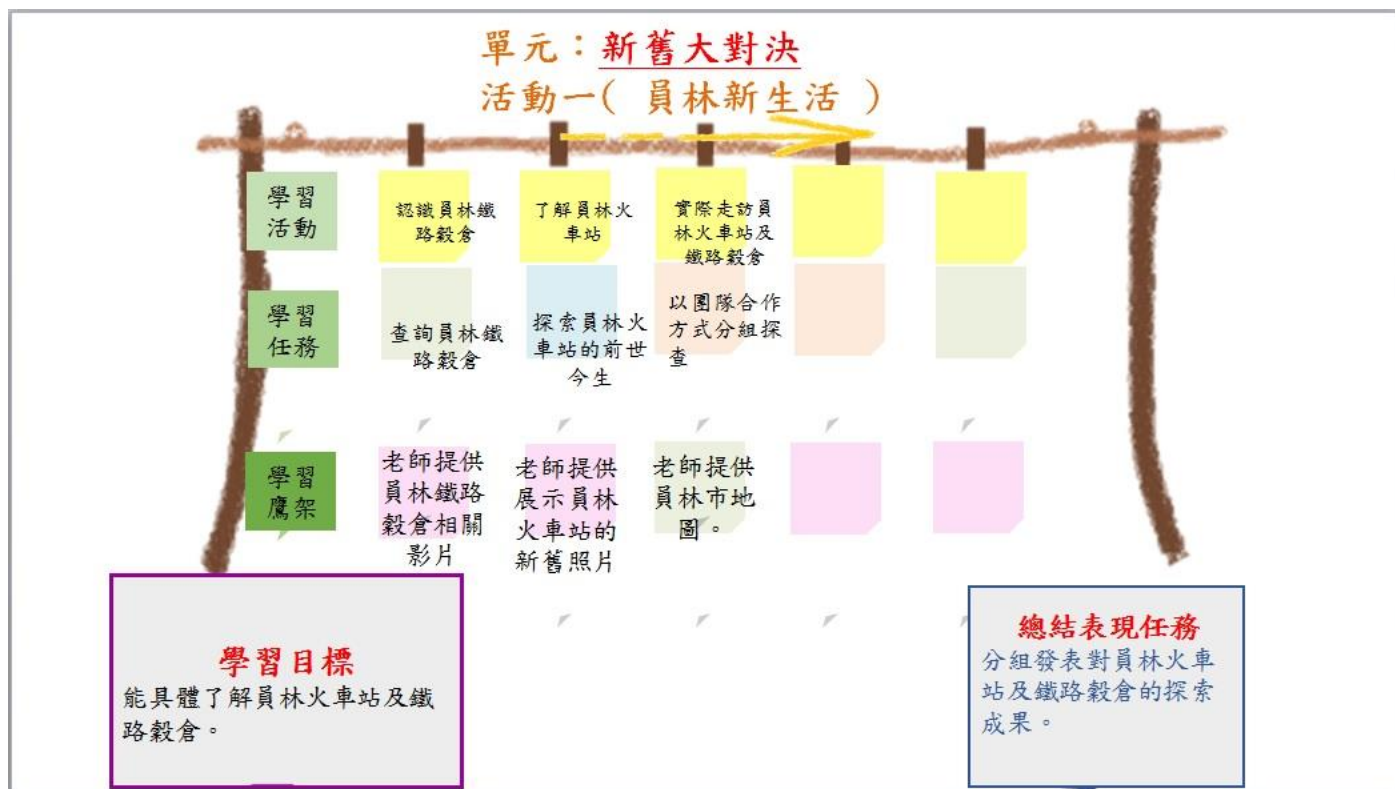 單元：新舊大對決
活動一( 員林新生活 )
學習
活動
認識員林鐵
路穀倉
了解員林火
車站
實際走訪員
林火車站及
鐵路穀倉
學習
任務
查詢員林鐵
路穀倉
探索員林火
車站的前世
今生
以團隊合作
方式分組探
查
學習
鷹架
老師提供
員林鐵路
穀倉相關
影片
老師提供
展示員林
火車站的
新舊照片
老師提供
員林市地
圖。
學習目標
能具體了解員林火車站及鐵
路穀倉。
總結表現任務
分組發表對員林火車
站及鐵路穀倉的探索
成果。